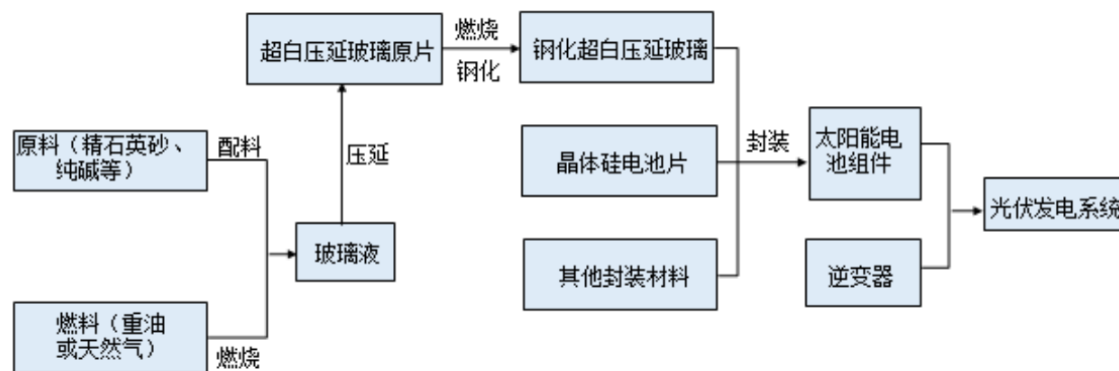 超白压延玻璃原片
燃烧
钢化
钢化超白压延玻璃
原料（精石英砂、
纯碱等）
配料
压延
晶体硅电池片
封装
太阳能电
池组件
光伏发电系统
玻璃液
其他封装材料
逆变器
燃料（重油
或天然气）
燃烧